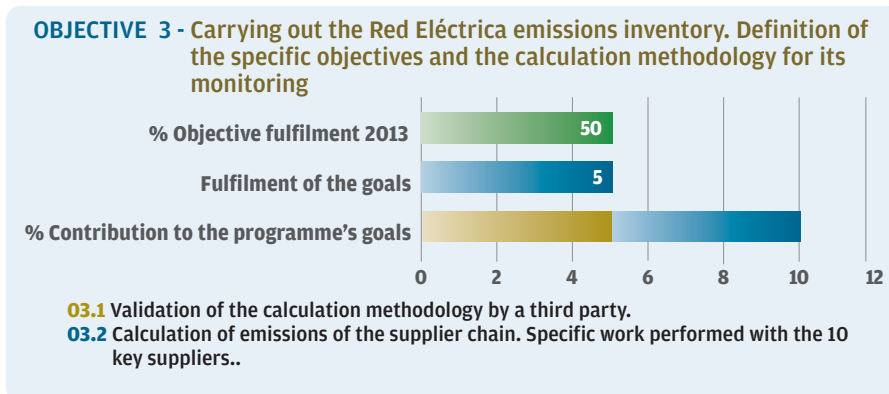 OBJECTIVE 3 - Carrying out the Red Eléctrica emissions inventory. Definition of
the specific objectives and the calculation methodology for its
monitoring
% Objective fulfilment 2013
50
Fulfilment of the goals
5
% Contribution to the programme's goals
0 2 4 6 8 10 12
O3.1 Validation of the calculation methodology by a third party.
O3.2 Calculation of emissions of the supplier chain. Specific work performed with the 10
key suppliers..